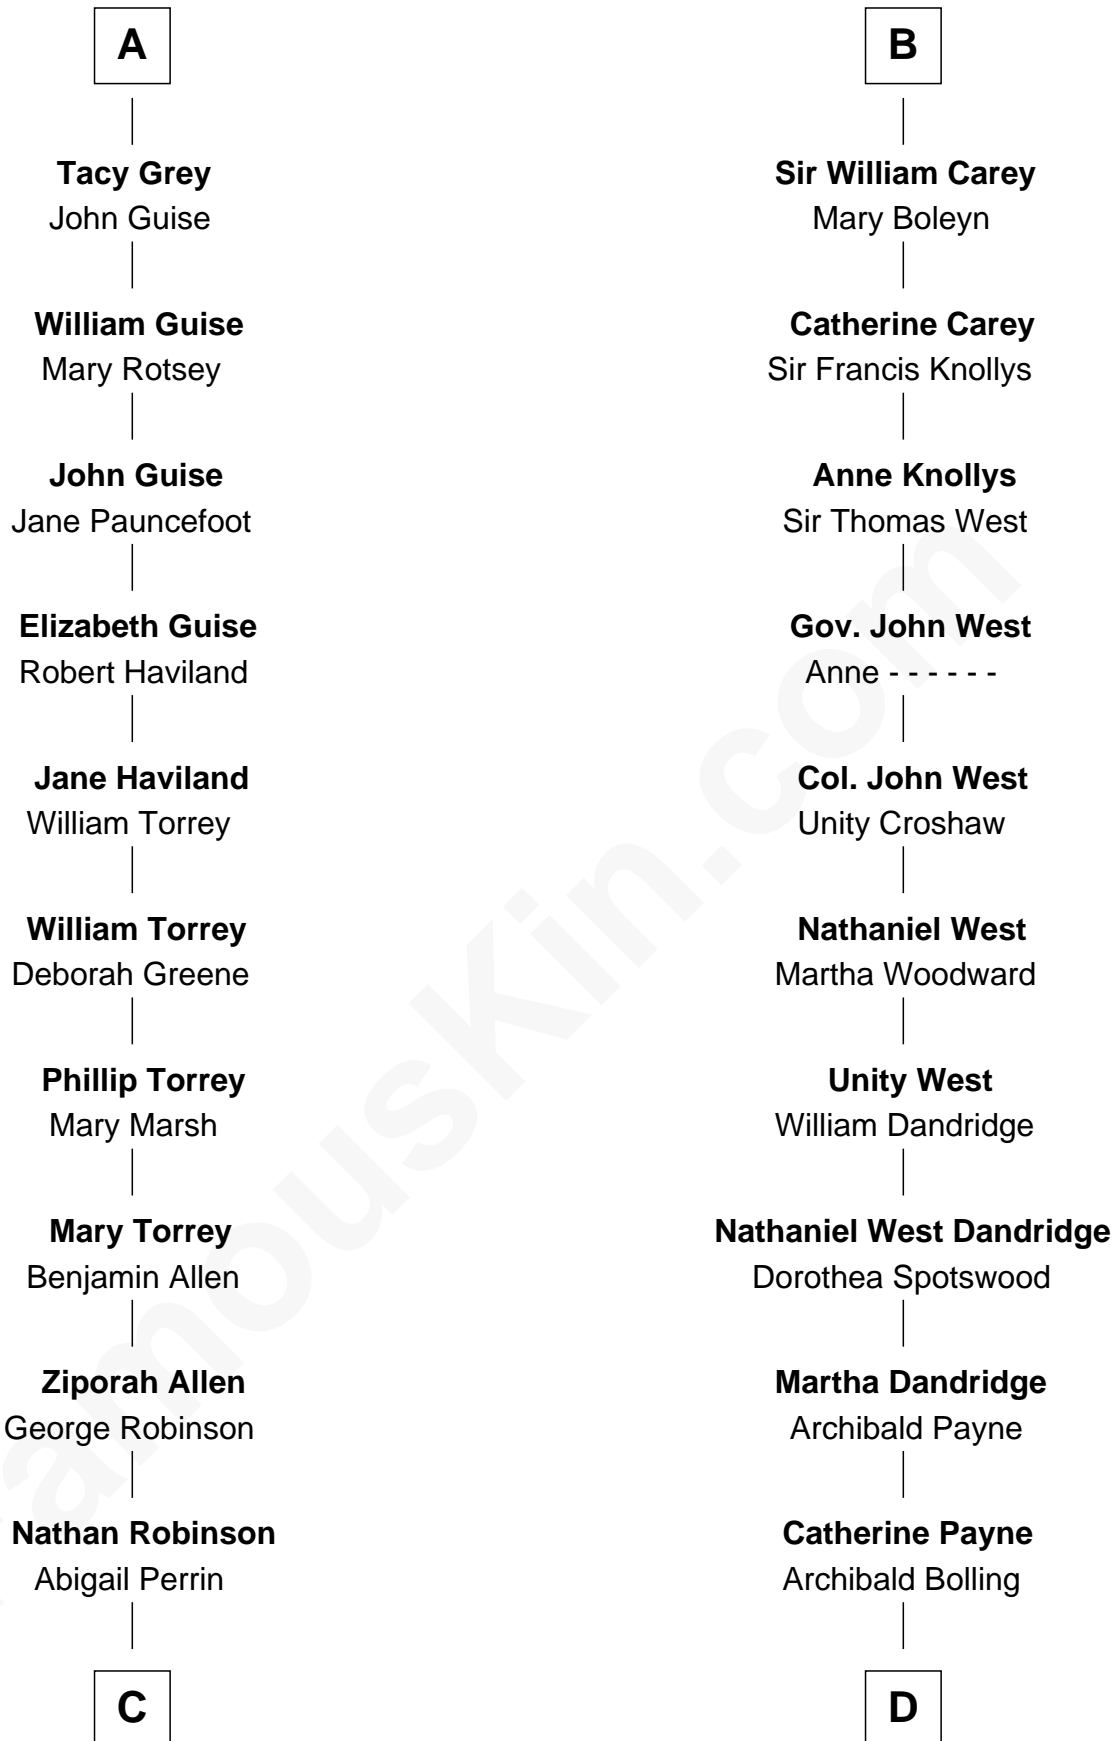 A
Tacy Grey
John Guise
William Guise
Mary Rotsey
John Guise
Jane Pauncefoot
Elizabeth Guise
Robert Haviland
Jane Haviland
William Torrey
William Torrey
Deborah Greene
Phillip Torrey
Mary Marsh
Mary Torrey
Benjamin Allen
Ziporah Allen
George Robinson
Nathan Robinson
Abigail Perrin
C
B
Sir William Carey
Mary Boleyn
Catherine Carey
Sir Francis Knollys
Anne Knollys
Sir Thomas West
Gov. John West
Anne - - - - - -
Col. John West
Unity Croshaw
Nathaniel West
Martha Woodward
Unity West
William Dandridge
Nathaniel West Dandridge
Dorothea Spotswood
Martha Dandridge
Archibald Payne
Catherine Payne
Archibald Bolling
D
FamousKin.com